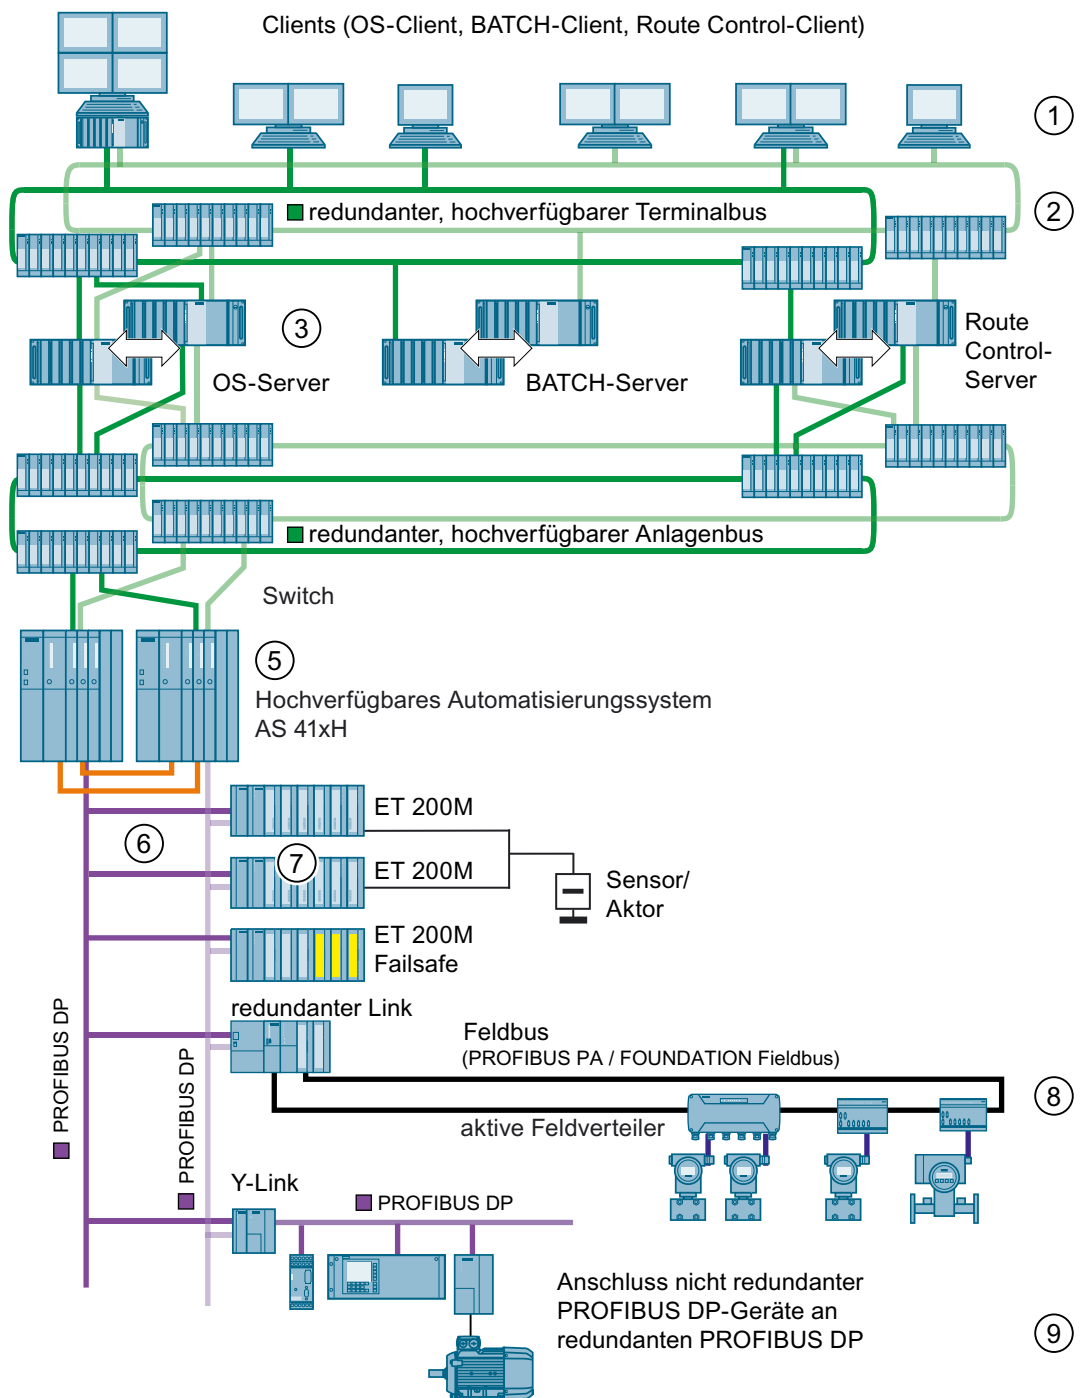 Clients (OS-Client, BATCH-Client, Route Control-Client)
1
redundanter, hochverfügbarer Terminalbus
2
3
OS-Server
BATCH-Server
Route
Control-
Server
redundanter, hochverfügbarer Anlagenbus
Switch
5
Hochverfügbares Automatisierungssystem
AS 41xH
ET 200M
6
7
ET 200M
Sensor/
Aktor
ET 200M
Failsafe
redundanter Link
PROFIBUS DP
PROFIBUS DP
Feldbus
(PROFIBUS PA / FOUNDATION Fieldbus)
8
aktive Feldverteiler
Y-Link
PROFIBUS DP
Anschluss nicht redundanter
PROFIBUS DP-Geräte an
redundanten PROFIBUS DP
9